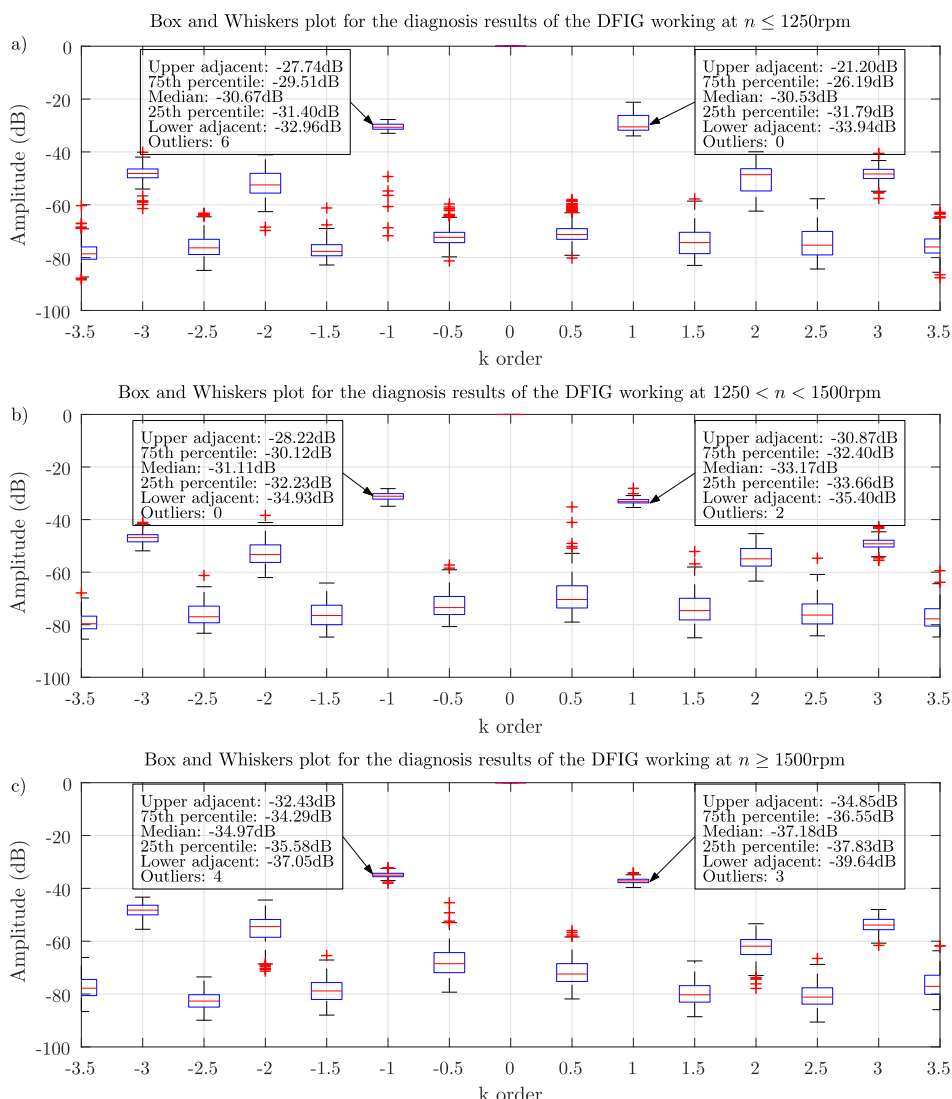 Box and Whiskers plot for the diagnosis results of the DFIG working at n ≤ 1250rpm
a)
0
-20
-40
-60
-80
-100
Amplitude (dB)
Upper adjacent: -27.74dB
75th percentile: -29.51dB
Median: -30.67dB
25th percentile: -31.40dB
Lower adjacent: -32.96dB
Outliers: 6
Upper adjacent: -21.20dB
75th percentile: -26.19dB
Median: -30.53dB
25th percentile: -31.79dB
Lower adjacent: -33.94dB
Outliers: 0
-3.5 -3 -2.5 -2 -1.5 -1 -0.5 0 0.5 1 1.5 2 2.5 3 3.5
k order
Box and Whiskers plot for the diagnosis results of the DFIG working at 1250 < n < 1500rpm
b)
0
-20
-40
-60
-80
-100
Amplitude (dB)
Upper adjacent: -28.22dB
75th percentile: -30.12dB
Median: -31.11dB
25th percentile: -32.23dB
Lower adjacent: -34.93dB
Outliers: 0
Upper adjacent: -30.87dB
75th percentile: -32.40dB
Median: -33.17dB
25th percentile: -33.66dB
Lower adjacent: -35.40dB
Outliers: 2
-3.5 -3 -2.5 -2 -1.5 -1 -0.5 0 0.5 1 1.5 2 2.5 3 3.5
k order
Box and Whiskers plot for the diagnosis results of the DFIG working at n ≥ 1500rpm
c)
0
-20
-40
-60
-80
-100
Amplitude (dB)
Upper adjacent: -32.43dB
75th percentile: -34.29dB
Median: -34.97dB
25th percentile: -35.58dB
Lower adjacent: -37.05dB
Outliers: 4
Upper adjacent: -34.85dB
75th percentile: -36.55dB
Median: -37.18dB
25th percentile: -37.83dB
Lower adjacent: -39.64dB
Outliers: 3
-3.5 -3 -2.5 -2 -1.5 -1 -0.5 0 0.5 1 1.5 2 2.5 3 3.5
k order